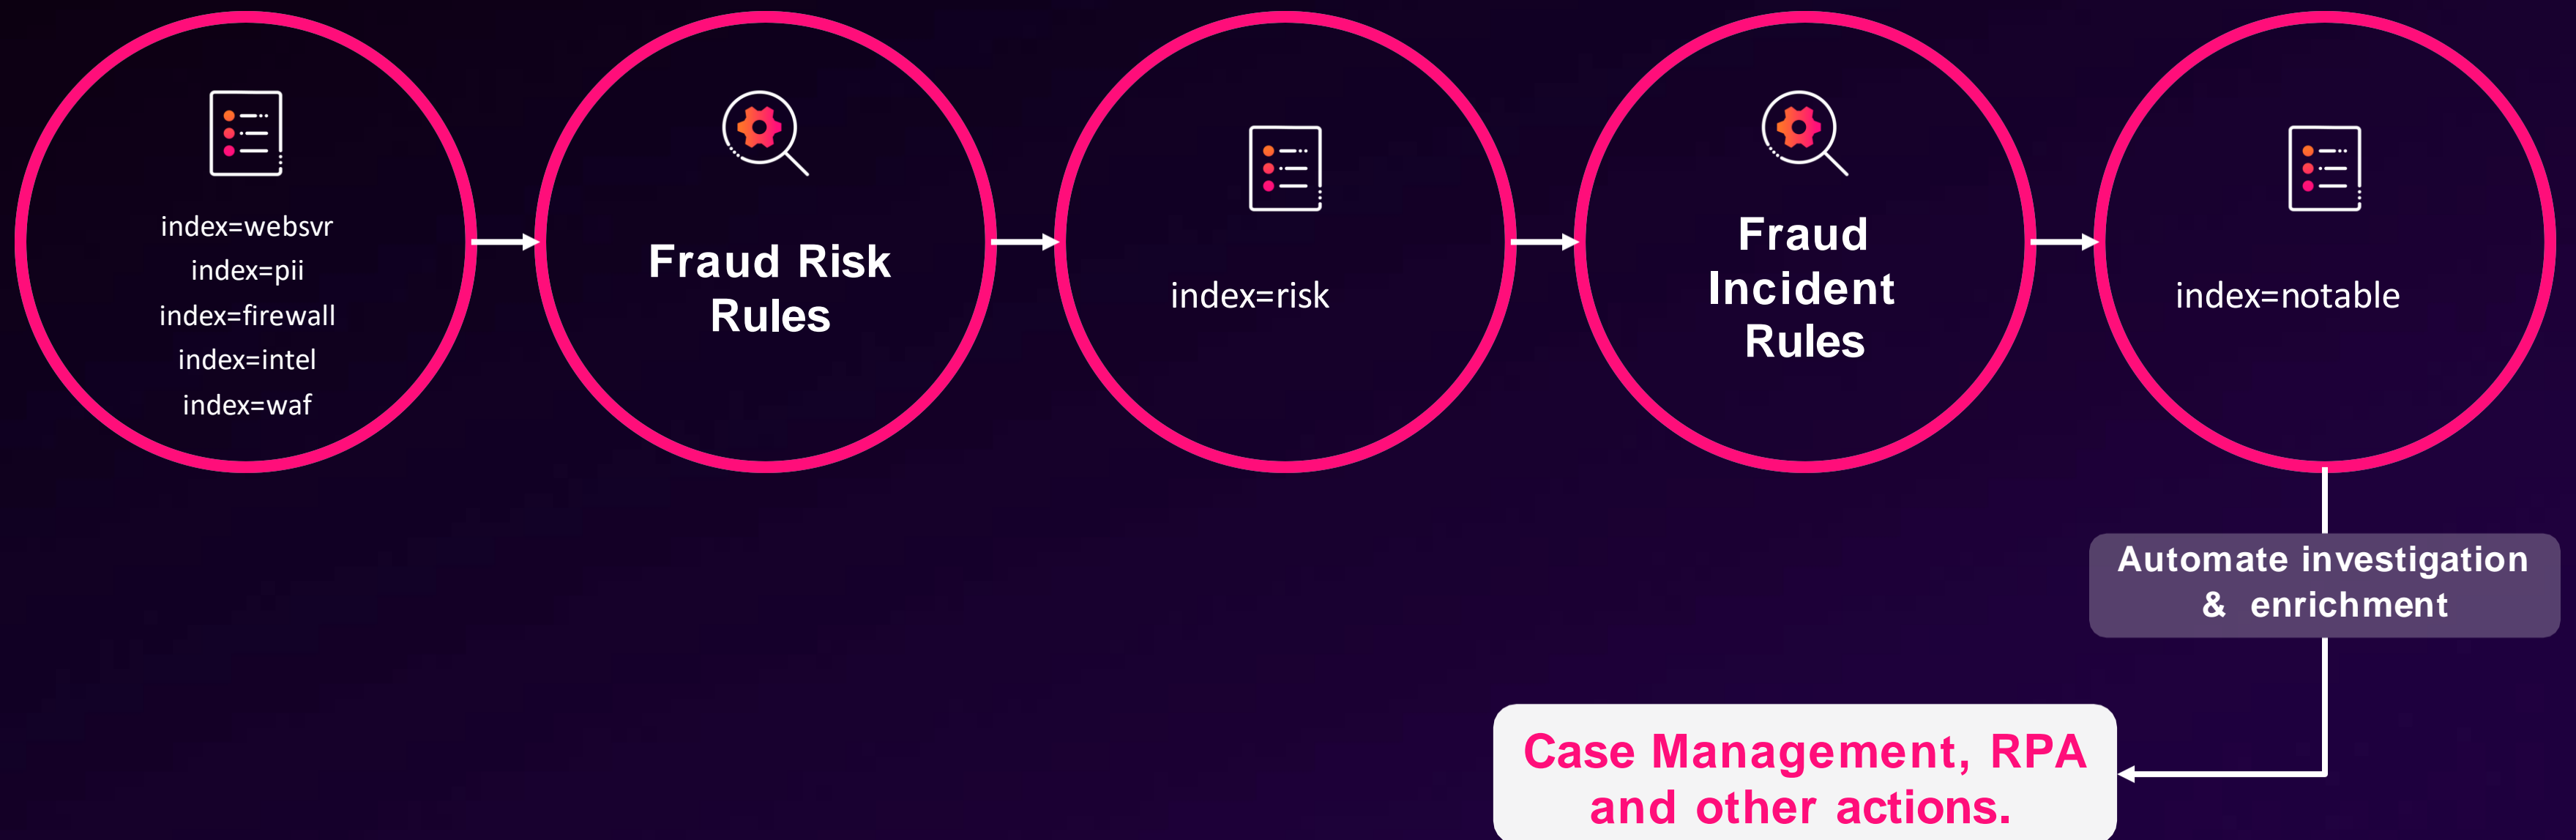 index=websvr
index=pii
index=firewall
index=intel
index=waf
Fraud Risk
Rules
index=risk
Fraud
Incident
Rules
index=notable
Automate investigation
& enrichment
Case Management, RPA
and other actions.